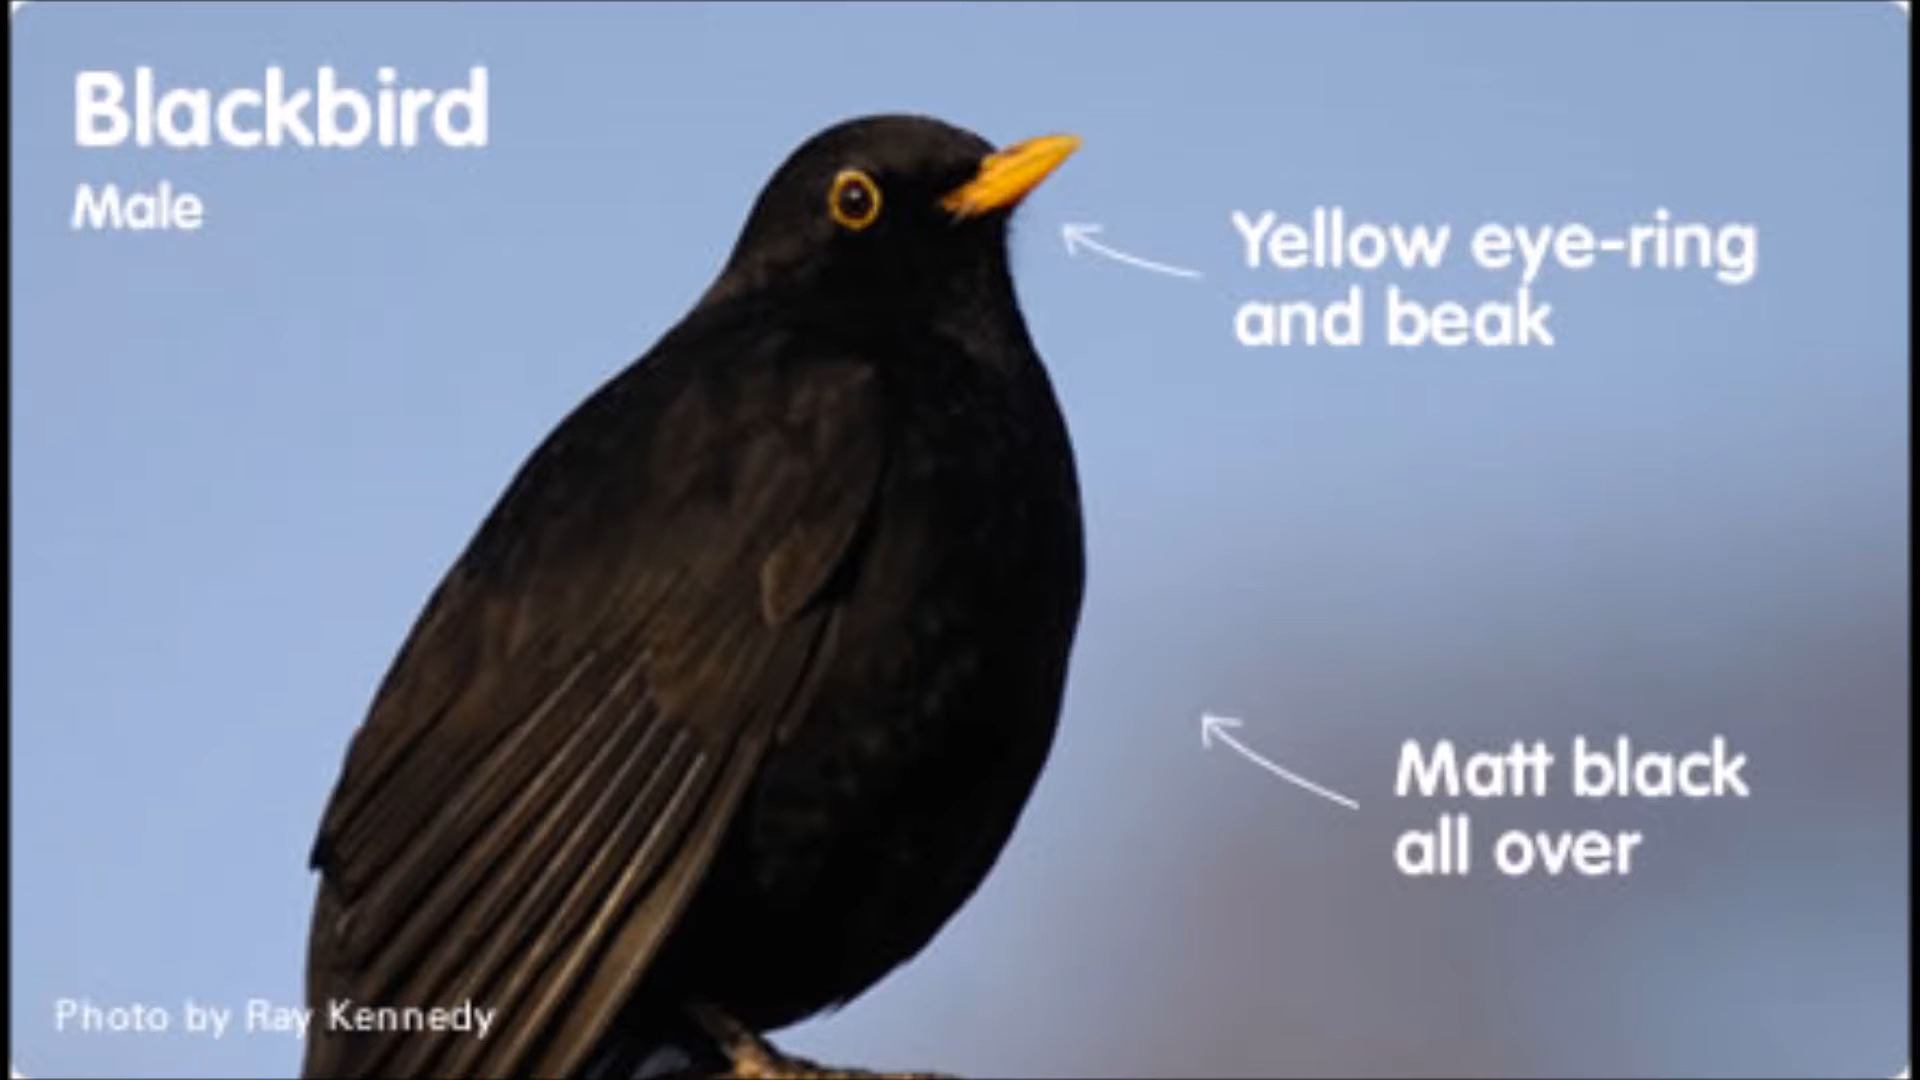 Blackbird
Male
Yellow eye-ring
and beak
Matt black
all over
Photo by Ray Kennedy